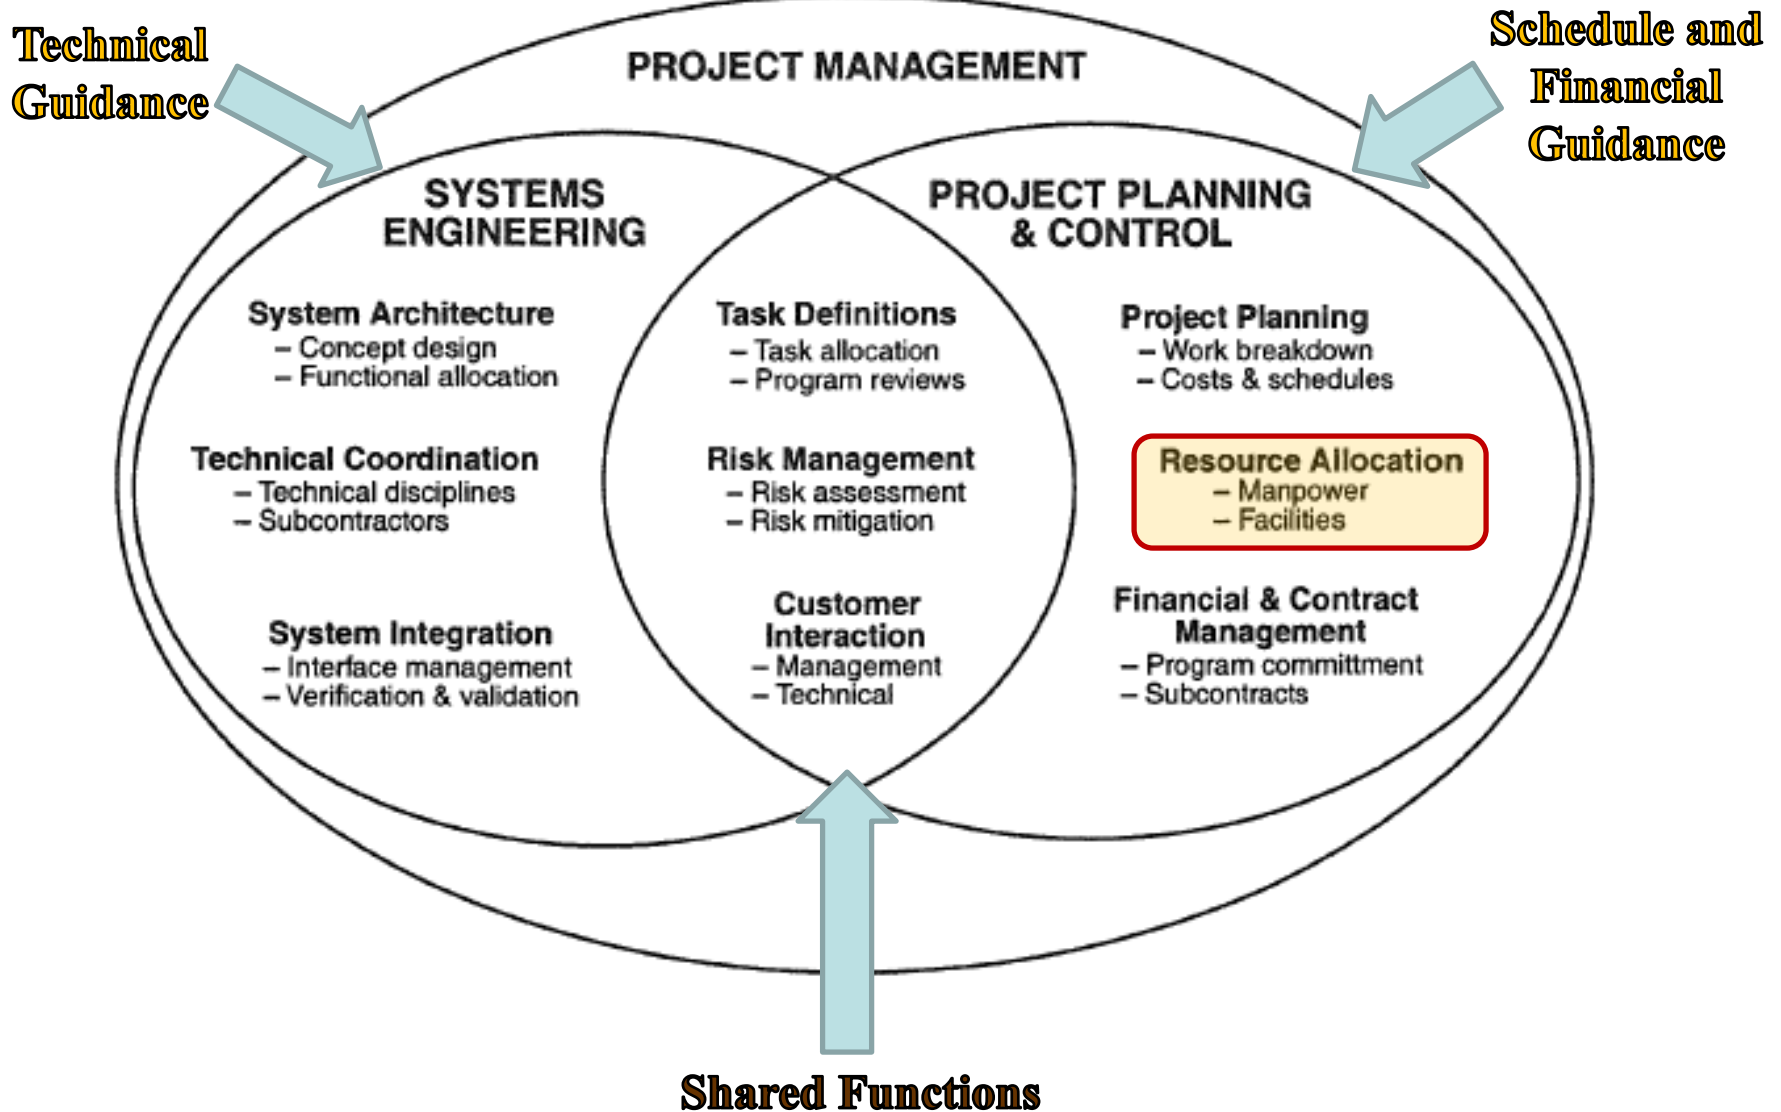 Technical
Guidance
Schedule and
Financial
Guidance
PROJECT MANAGEMENT
SYSTEMS
ENGINEERING
System Architecture
– Concept design
– Functional allocation
Technical Coordination
– Technical disciplines
– Subcontractors
System Integration
– Interface management
– Verification & validation
Task Definitions
– Task allocation
– Program reviews
Risk Management
– Risk assessment
– Risk mitigation
Customer
Interaction
– Management
– Technical
PROJECT PLANNING
& CONTROL
Project Planning
– Work breakdown
– Costs & schedules
Resource Allocation
– Manpower
– Facilities
Financial & Contract
Management
– Program committment
– Subcontracts
Shared Functions